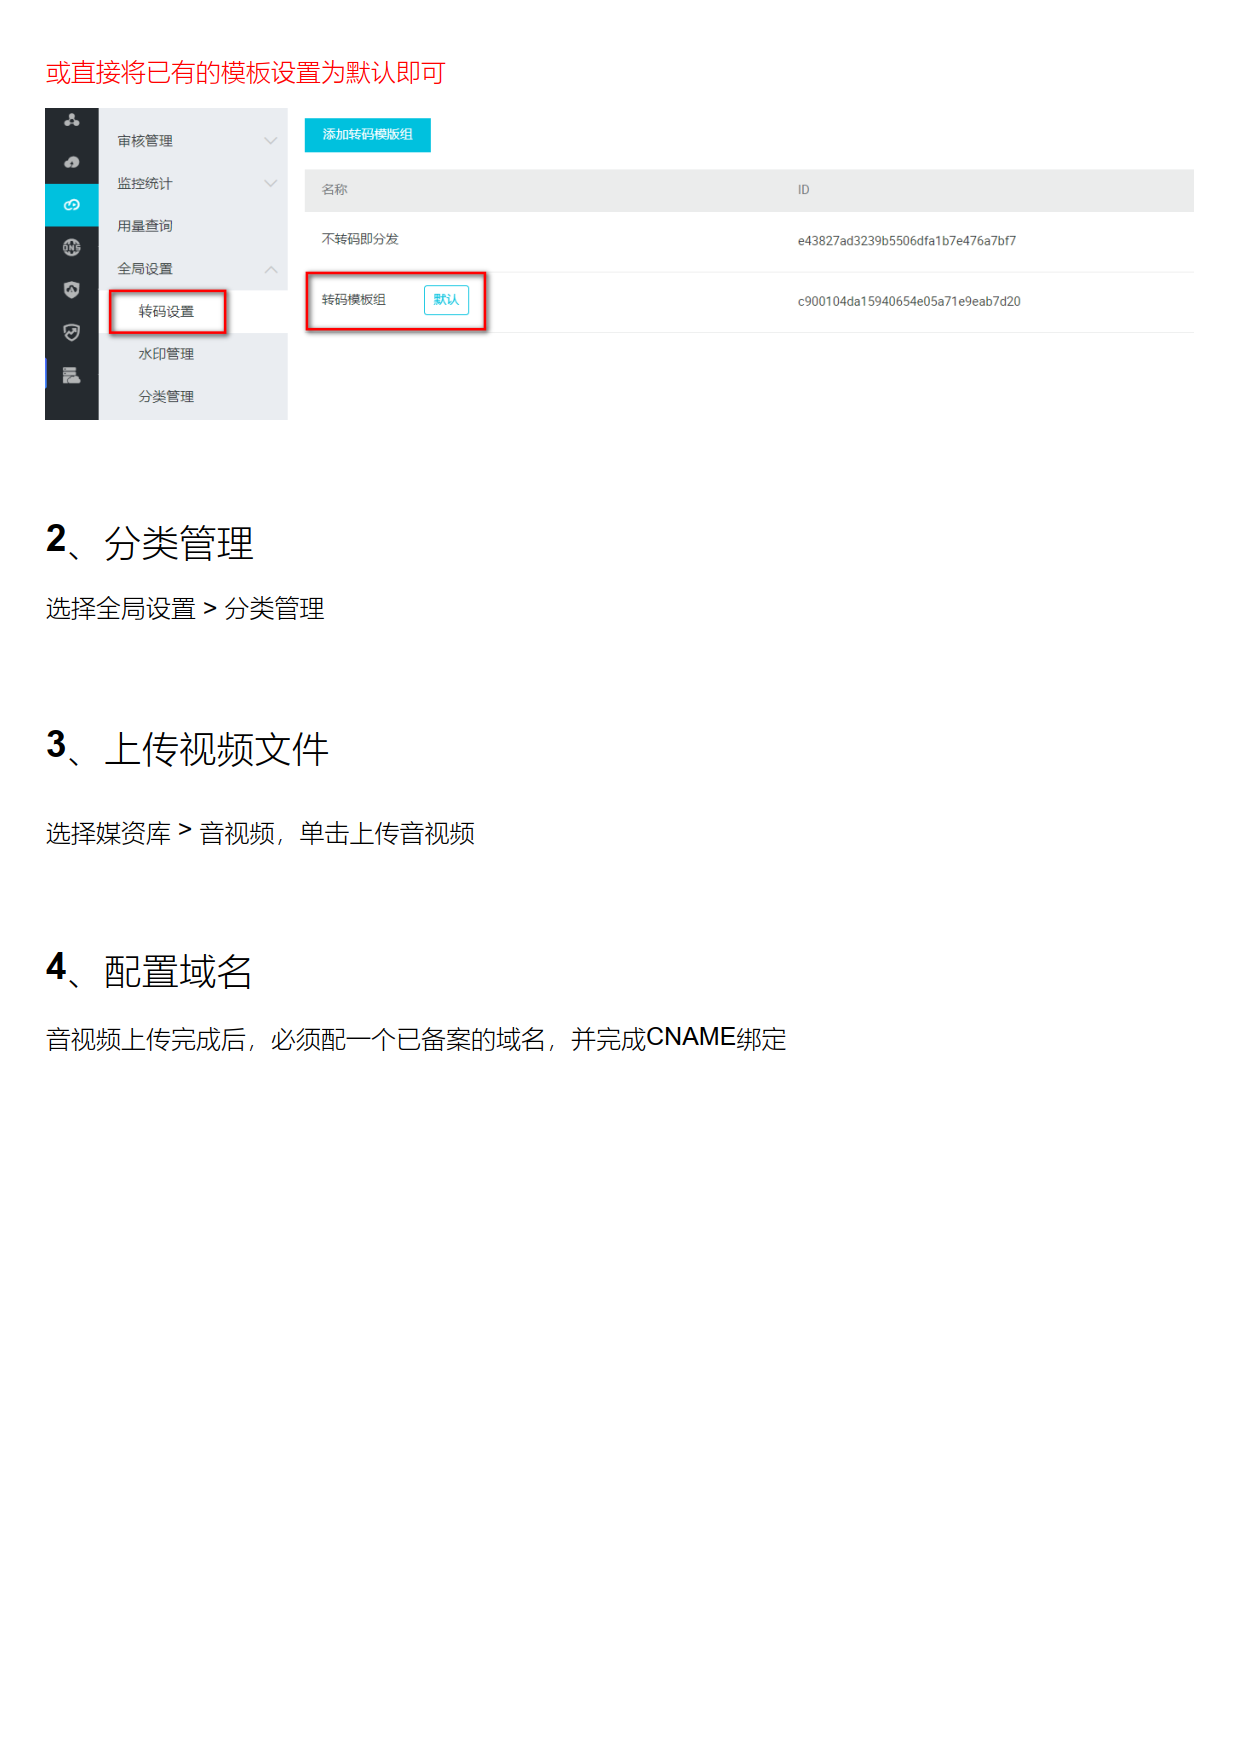 或直接将已有的模板设置为默认即可
审核管理
监控统计
用量查询
全局设置
转码设置
水印管理
分类管理
DNS
添加转码模版组
名称 ID
不转码即分发 e43827ad3239b5506dfa1b7e476a7bf7
转码模板组 默认 c900104da15940654e05a71e9eab7d20
2、分类管理
选择全局设置 > 分类管理
3、上传视频文件
选择媒资库 > 音视频，单击上传音视频
4、配置域名
音视频上传完成后，必须配一个已备案的域名，并完成CNAME绑定